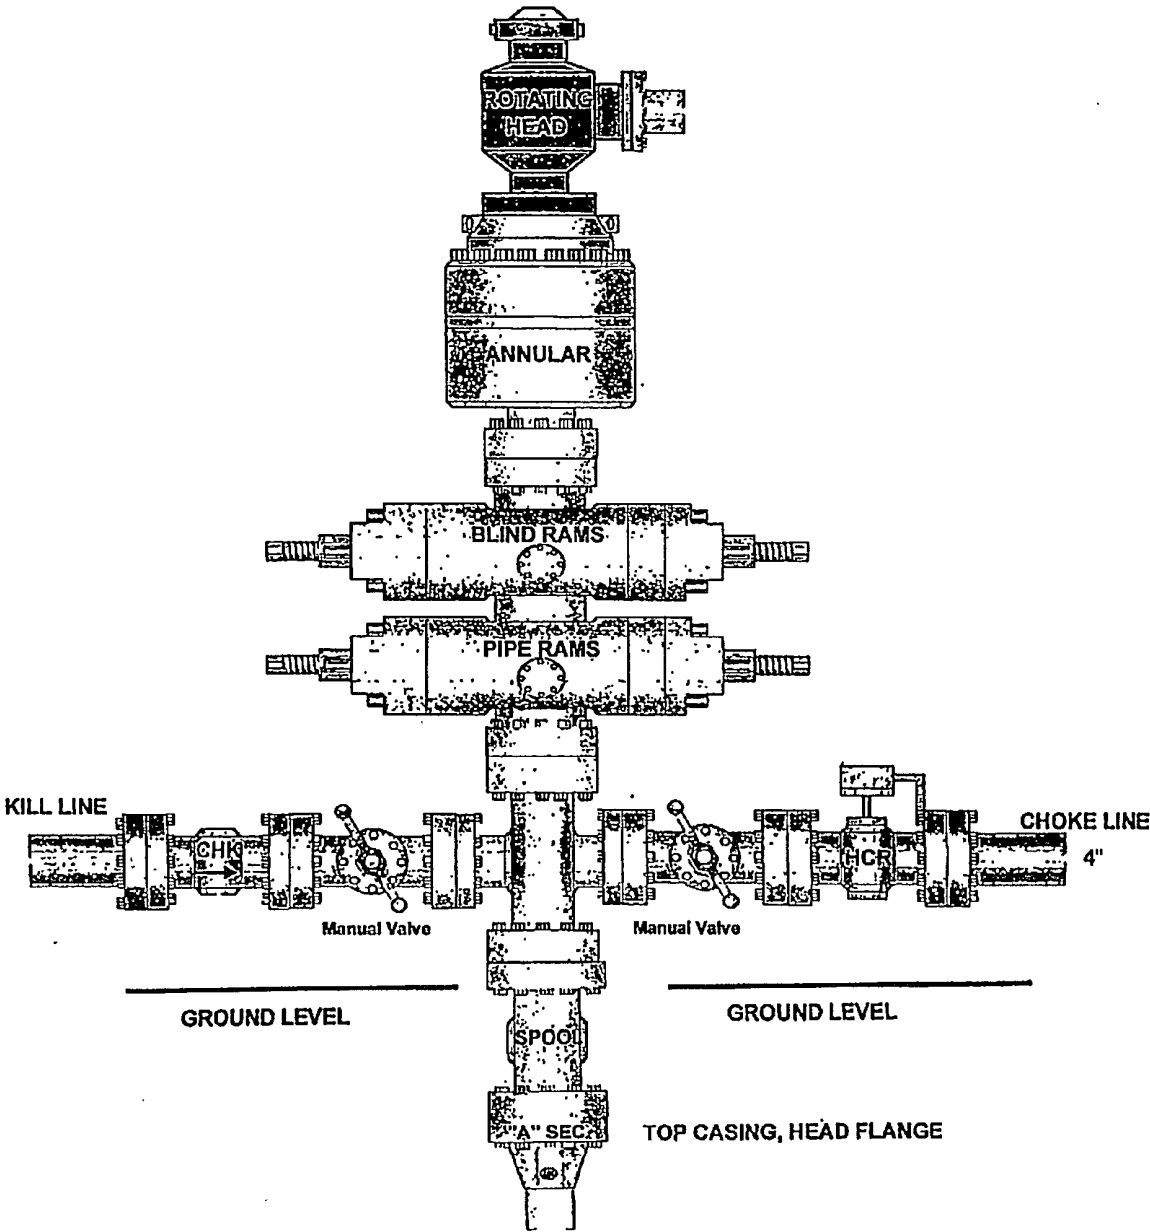 ROTATING
HEAD
ANNULAR
BLIND RAMS
PIPE RAMS
KILL LINE
CHK
HCR
CHOKE LINE
4"
Manual Valve
Manual Valve
GROUND LEVEL
GROUND LEVEL
SPOOL
"A" SEC.
TOP CASING, HEAD FLANGE